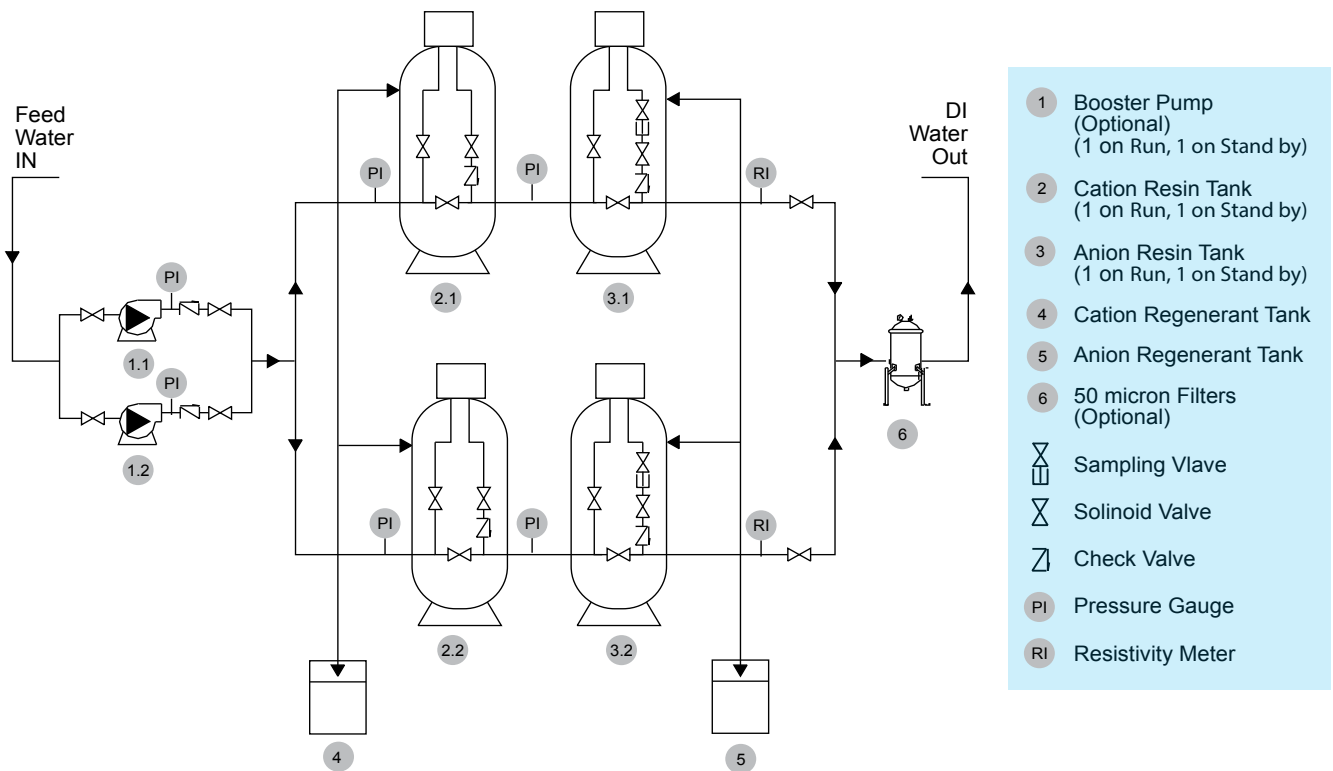 Feed
Water
IN
PI
1.1
PI
1.2
PI
2.1
PI
3.1
RI
PI
2.2
PI
3.2
RI
4
5
6
DI
Water
Out
1 Booster Pump
(Optional)
(1 on Run, 1 on Stand by)
2 Cation Resin Tank
(1 on Run, 1 on Stand by)
3 Anion Resin Tank
(1 on Run, 1 on Stand by)
4 Cation Regenerant Tank
5 Anion Regenerant Tank
6 50 micron Filters
(Optional)
Sampling Vlave
Solinoid Valve
Check Valve
PI Pressure Gauge
RI Resistivity Meter